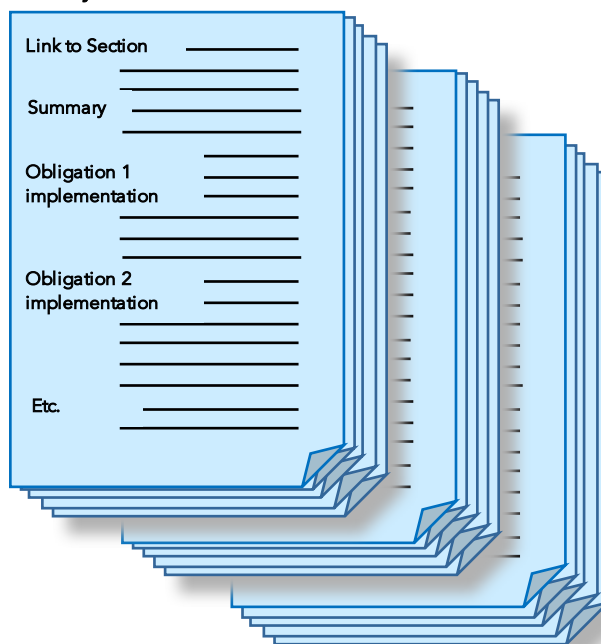 Link to Section
Summary
Obligation 1
implementation
Obligation 2
implementation
Etc.